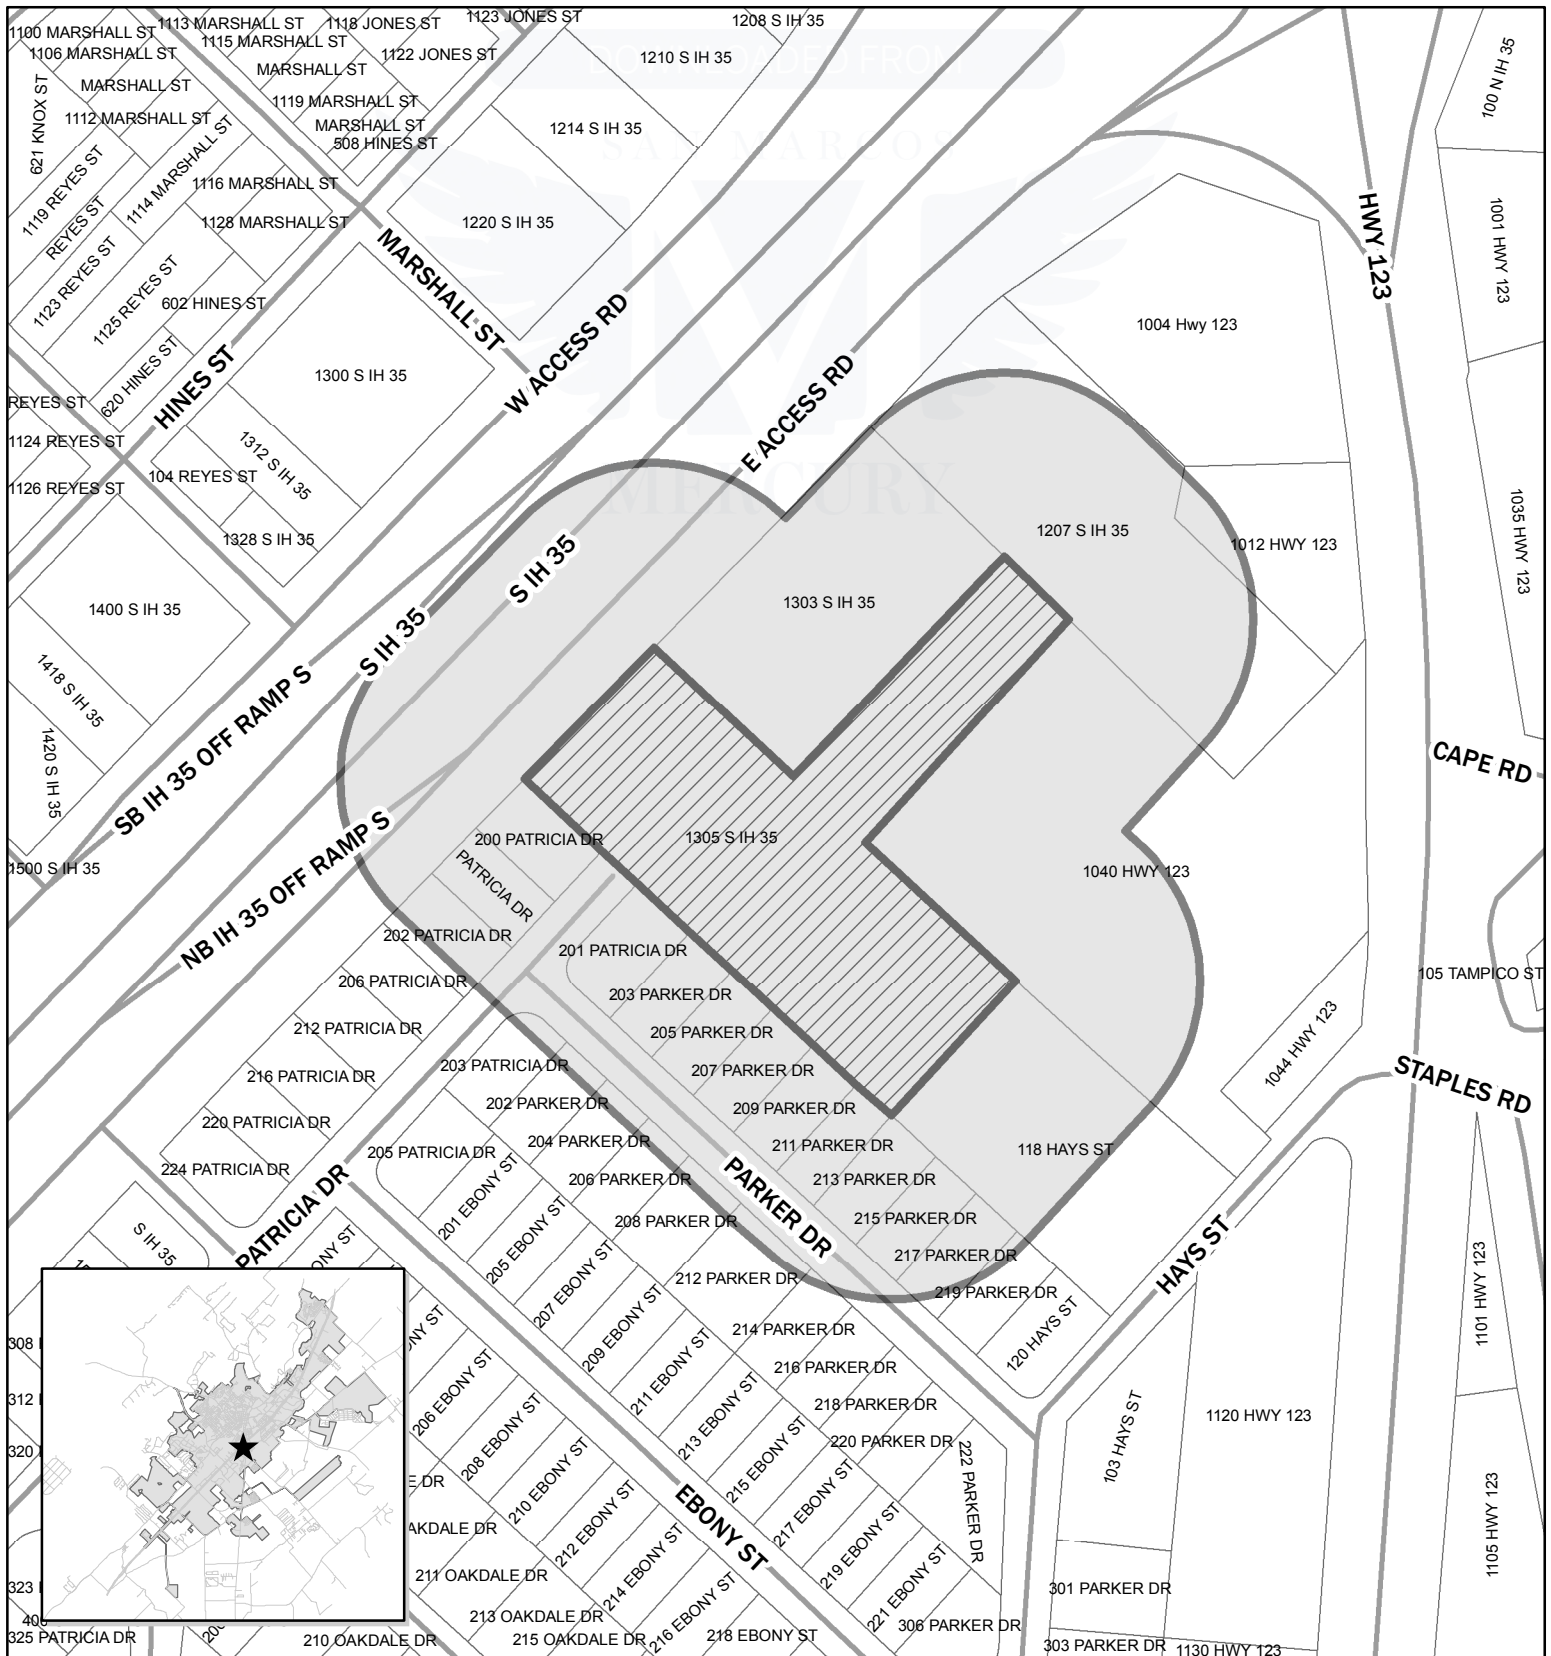 1100 MARSHALL ST
1113 MARSHALL ST
1118 JONES ST
1123 JONES ST
1208 S IH 35
1106 MARSHALL ST
1115 MARSHALL ST
1122 JONES ST
1210 S IH 35
DOWNLOADED FROM
100 N IH 35
MARSHALL ST
MARSHALL ST
621 KNOX ST
1112 MARSHALL ST
1119 MARSHALL ST
MARSHALL ST
508 HINES ST
1214 S IH 35
SAN MARCOS
1119 REYES ST
1114 MARSHALL ST
1116 MARSHALL ST
REYES ST
1128 MARSHALL ST
1220 S IH 35
HWY 123
1001 HWY 123
1123 REYES ST
1125 REYES ST
602 HINES ST
MARSHALL ST
W ACCESS RD
1004 Hwy 123
620 HINES ST
HINES ST
1300 S IH 35
E ACCESS RD
REYES ST
1124 REYES ST
1312 S IH 35
104 REYES ST
1126 REYES ST
MERCURY
1328 S IH 35
1207 S IH 35
1012 HWY 123
1035 HWY 123
S IH 35
1400 S IH 35
1303 S IH 35
S IH 35
1418 S IH 35
1420 S IH 35
SB IH 35 OFF RAMP S
CAPE RD
1500 S IH 35
NB IH 35 OFF RAMP S
200 PATRICIA DR
1305 S IH 35
PATRICIA DR
1040 HWY 123
202 PATRICIA DR
201 PATRICIA DR
206 PATRICIA DR
203 PARKER DR
105 TAMPICO ST
212 PATRICIA DR
205 PARKER DR
1044 HWY 123
216 PATRICIA DR
203 PATRICIA DR
207 PARKER DR
STAPLES RD
220 PATRICIA DR
202 PARKER DR
209 PARKER DR
224 PATRICIA DR
205 PATRICIA DR
204 PARKER DR
211 PARKER DR
118 HAYS ST
206 PARKER DR
213 PARKER DR
201 EBONY ST
PATRICIA DR
208 PARKER DR
PARKER DR
215 PARKER DR
S IH 35
205 EBONY ST
217 PARKER DR
HAYS ST
212 PARKER DR
219 PARKER DR
207 EBONY ST
1101 HWY 123
209 EBONY ST
214 PARKER DR
120 HAYS ST
308
211 EBONY ST
216 PARKER DR
206 EBONY ST
312
218 PARKER DR
103 HAYS ST
1120 HWY 123
213 EBONY ST
208 EBONY ST
220 PARKER DR
320
215 EBONY ST
222 PARKER DR
210 EBONY ST
217 EBONY ST
1105 HWY 123
EBONY ST
212 EBONY ST
219 EBONY ST
211 OAKDALE DR
214 EBONY ST
221 EBONY ST
323
301 PARKER DR
213 OAKDALE DR
216 EBONY ST
306 PARKER DR
325 PATRICIA DR
210 OAKDALE DR
215 OAKDALE DR
218 EBONY ST
303 PARKER DR
1130 HWY 123